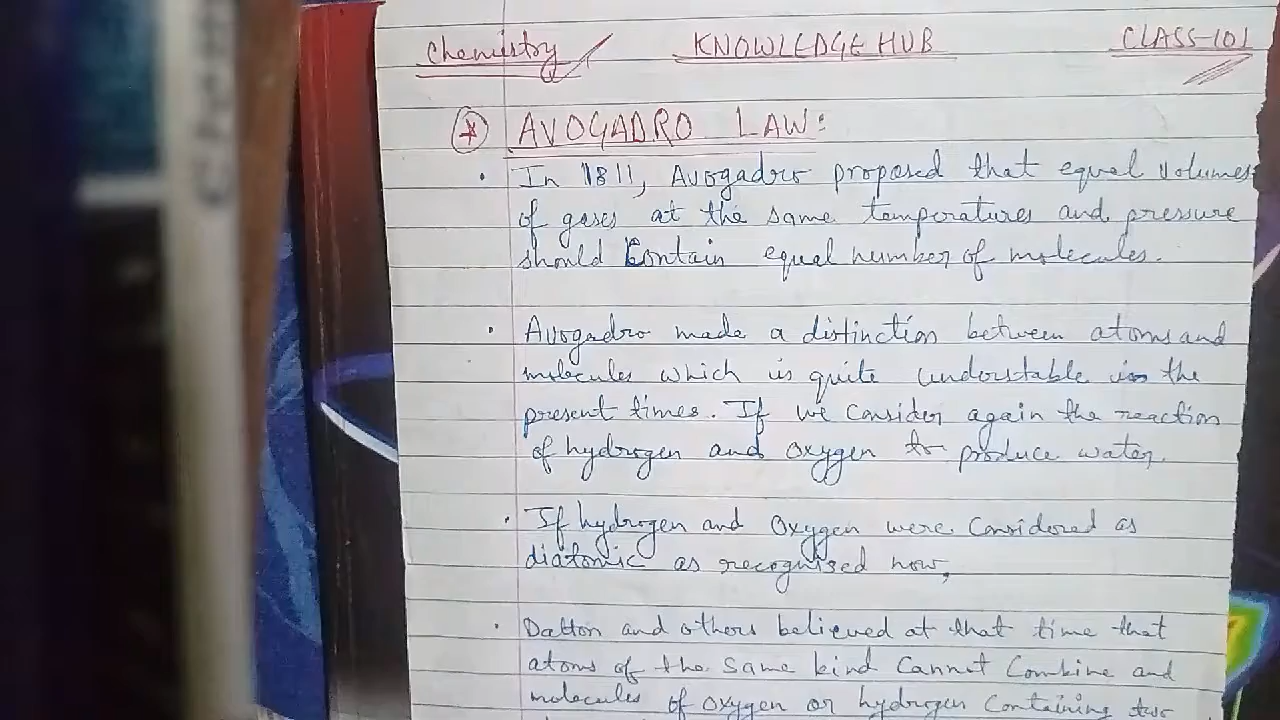 Chemistry KNOWLEDGE HUB CLASS-101
AVOGADRO LAW:
In 1811, Avogadro proposed that equal volumes
of gases at the same temperatures and pressure
should contain equal number of molecules.
Avogadro made a distinction between atoms and
molecules which is quite understable in the
present times. If we consider again the reaction
of hydrogen and oxygen to produce water.
If hydrogen and oxygen were considered as
diatomic as recognised now,
Dalton and others believed at that time that
atoms of the same kind cannot combine and
molecules of oxygen or hydrogen containing two